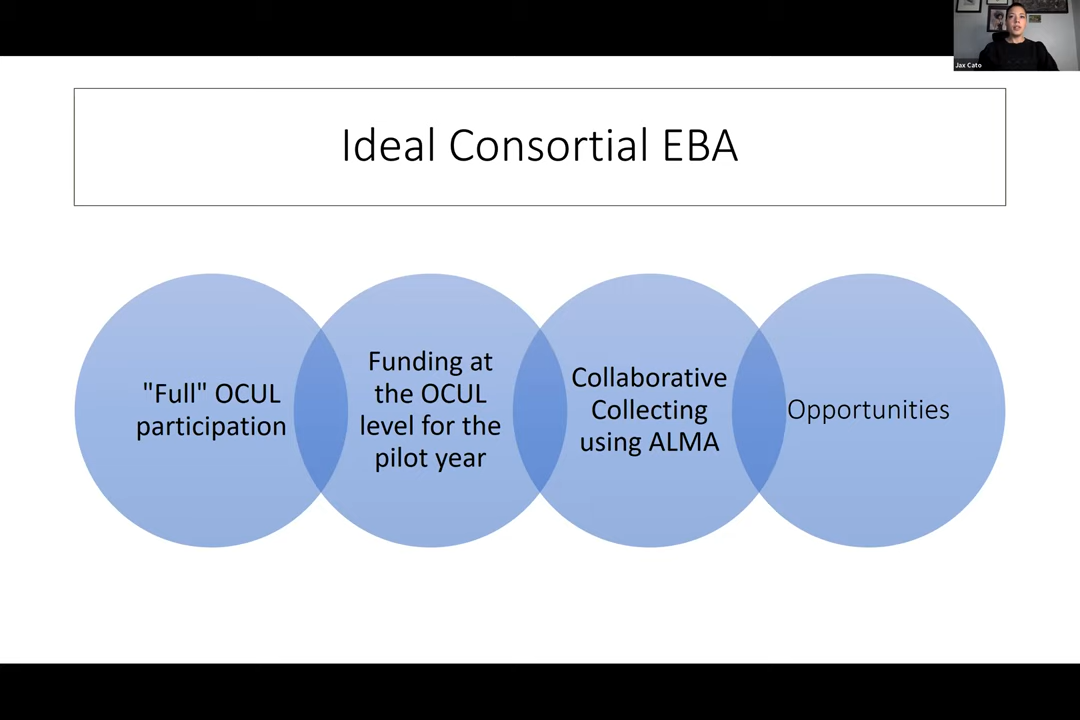 Jax Cato
Ideal Consortial EBA
"Full" OCUL
participation
Funding at
the OCUL
level for the
pilot year
Collaborative
Collecting
using ALMA
Opportunities